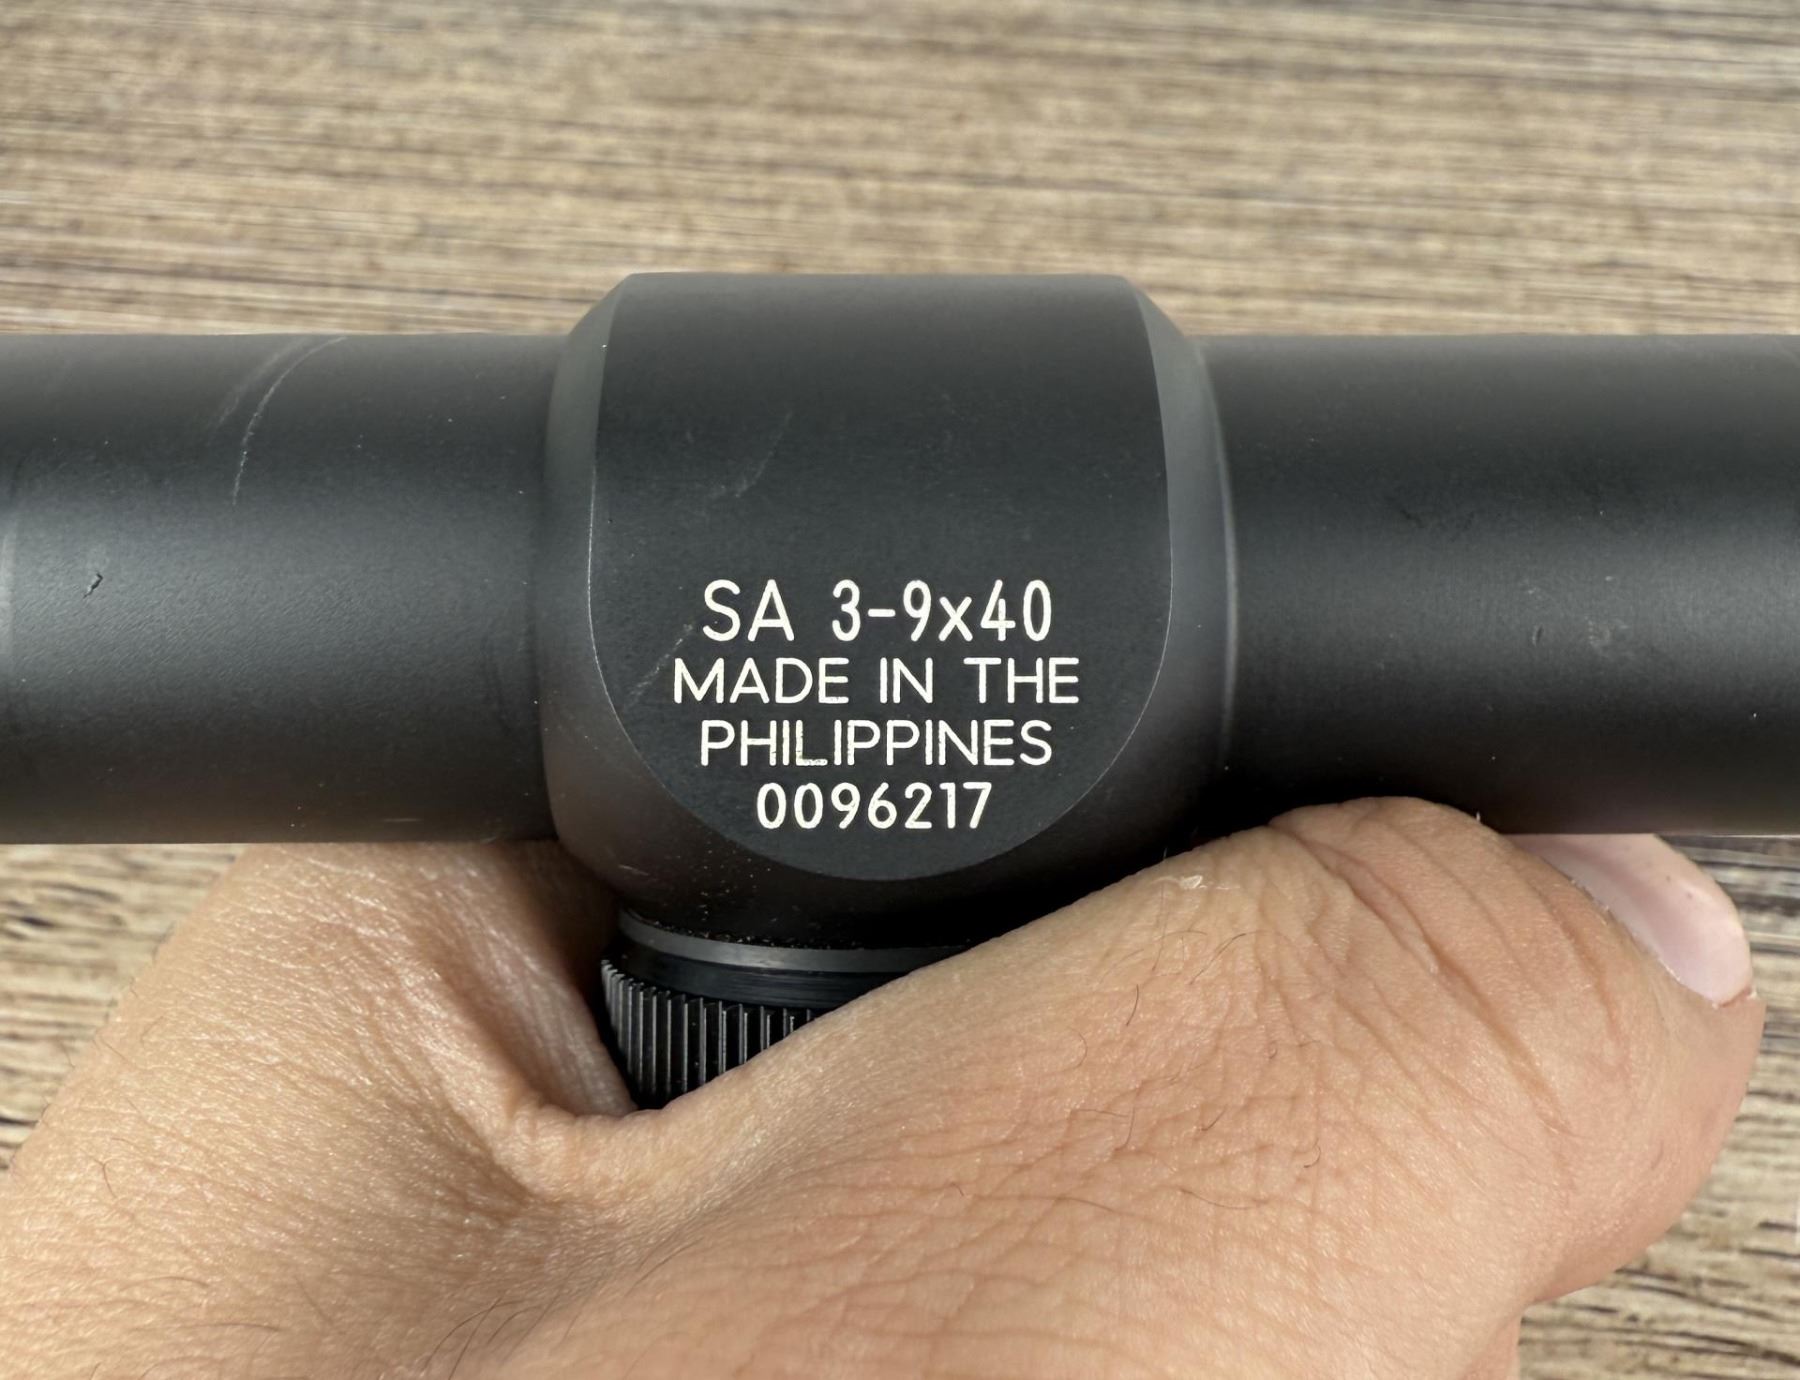 SA 3-9x40
MADE IN THE
PHILIPPINES
0096217